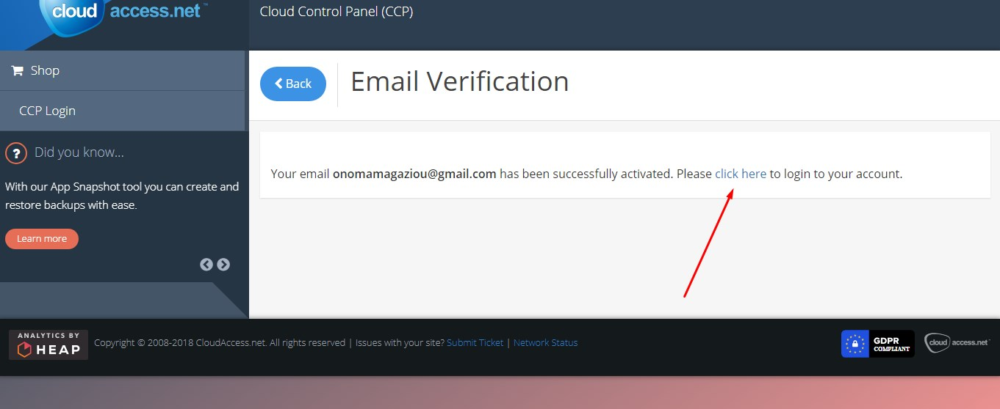 cloud access.net™
Cloud Control Panel (CCP)
Shop
CCP Login
? Did you know...
With our App Snapshot tool you can create and
restore backups with ease.
Learn more
Back
Email Verification
Your email onomamagaziou@gmail.com has been successfully activated. Please click here to login to your account.
ANALYTICS BY
HEAP
Copyright © 2008-2018 CloudAccess.net. All rights reserved | Issues with your site? Submit Ticket | Network Status
GDPR
COMPLIANT
cloud access.net™